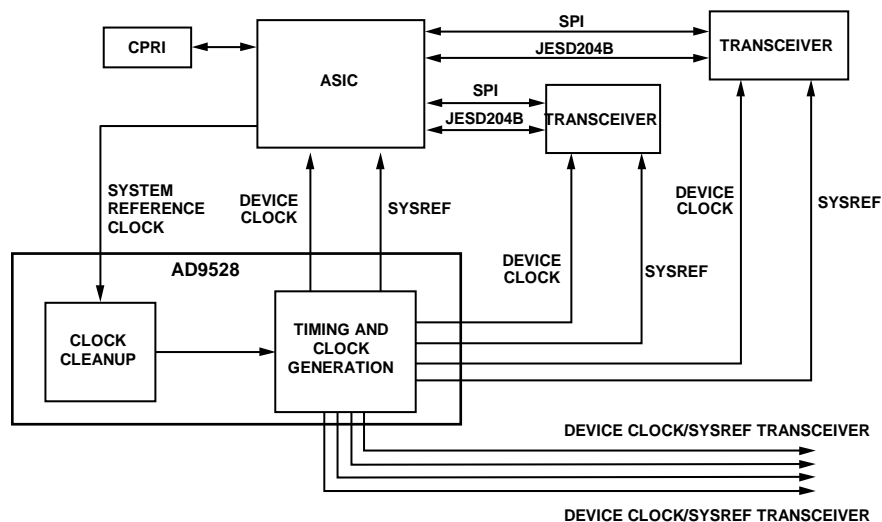 SPI
CPRI
ASIC
JESD204B
TRANSCEIVER
SPI
JESD204B
TRANSCEIVER
SYSTEM
REFERENCE
CLOCK
DEVICE
CLOCK
SYSREF
DEVICE
CLOCK
SYSREF
DEVICE
CLOCK
SYSREF
AD9528
CLOCK
CLEANUP
TIMING AND
CLOCK
GENERATION
DEVICE CLOCK/SYSREF TRANSCEIVER
DEVICE CLOCK/SYSREF TRANSCEIVER